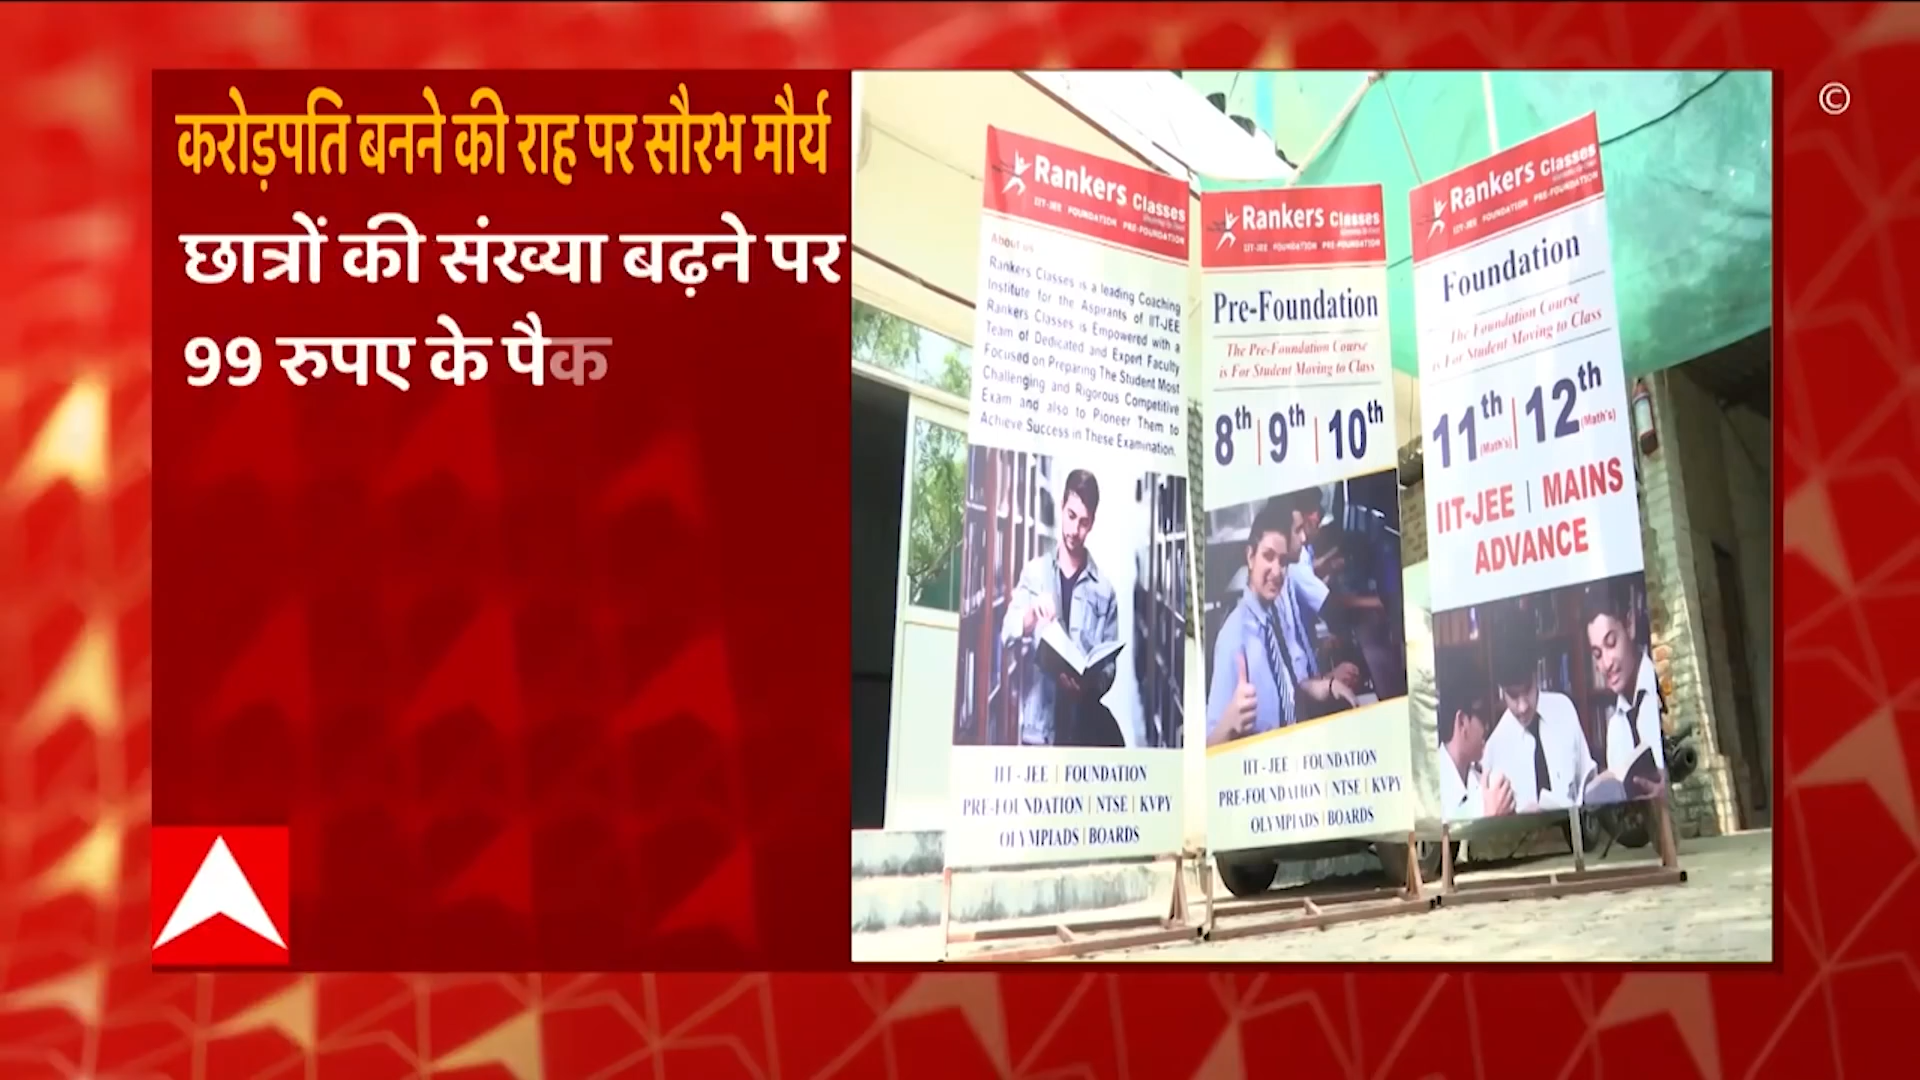 करोड़पति बनने की राह पर सौरभ मौर्य
छात्रों की संख्या बढ़ने पर
99 रुपए के पैक
©
Rankers Classes
IIT-JEE FOUNDATION PRE-FOUNDATION
About us
Rankers Classes is a leading Coaching
Institute for the Aspirants of IIT-JEE
Rankers Classes is Empowered with a
Team of Dedicated and Expert Faculty
Focused on Preparing The Student Most
Challenging and Rigorous Competitive
Exam and also to Pioneer Them to
Achieve Success in These Examination.
IIT - JEE | FOUNDATION
PRE-FOUNDATION | NTSE | KVPY
OLYMPIADS | BOARDS
Rankers Classes
IIT-JEE FOUNDATION PRE-FOUNDATION
Pre-Foundation
The Pre-Foundation Course
is For Student Moving to Class
8th | 9th | 10th
IIT - JEE | FOUNDATION
PRE-FOUNDATION | NTSE | KVPY
OLYMPIADS | BOARDS
Rankers Classes
IIT-JEE FOUNDATION PRE-FOUNDATION
Foundation
The Foundation Course
is For Student Moving to Class
11th (Math's) | 12th (Math's)
IIT-JEE | MAINS
ADVANCE